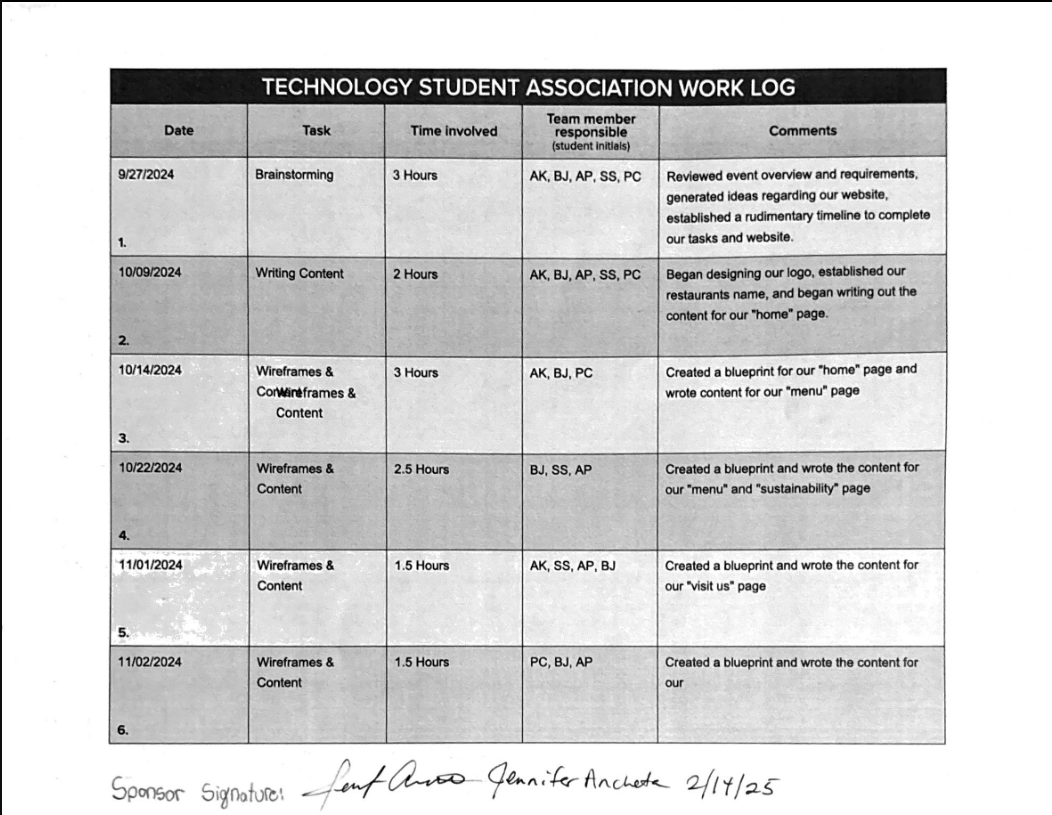 TECHNOLOGY STUDENT ASSOCIATION WORK LOG
Date
Task
Time involved
Team member
responsible
(student initials)
Comments
9/27/2024
1.
Brainstorming
3 Hours
AK, BJ, AP, SS, PC
Reviewed event overview and requirements,
generated ideas regarding our website,
established a rudimentary timeline to complete
our tasks and website.
10/09/2024
2.
Writing Content
2 Hours
AK, BJ, AP, SS, PC
Began designing our logo, established our
restaurants name, and began writing out the
content for our "home" page.
10/14/2024
3.
Wireframes &
Wireframes &
Content
3 Hours
AK, BJ, PC
Created a blueprint for our "home" page and
wrote content for our "menu" page
10/22/2024
4.
Wireframes &
Content
2.5 Hours
BJ, SS, AP
Created a blueprint and wrote the content for
our "menu" and "sustainability" page
11/01/2024
5.
Wireframes &
Content
1.5 Hours
AK, SS, AP, BJ
Created a blueprint and wrote the content for
our "visit us" page
11/02/2024
6.
Wireframes &
Content
1.5 Hours
PC, BJ, AP
Created a blueprint and wrote the content for
our
Sponsor Signature: Jennifer Ancheta 2/14/25